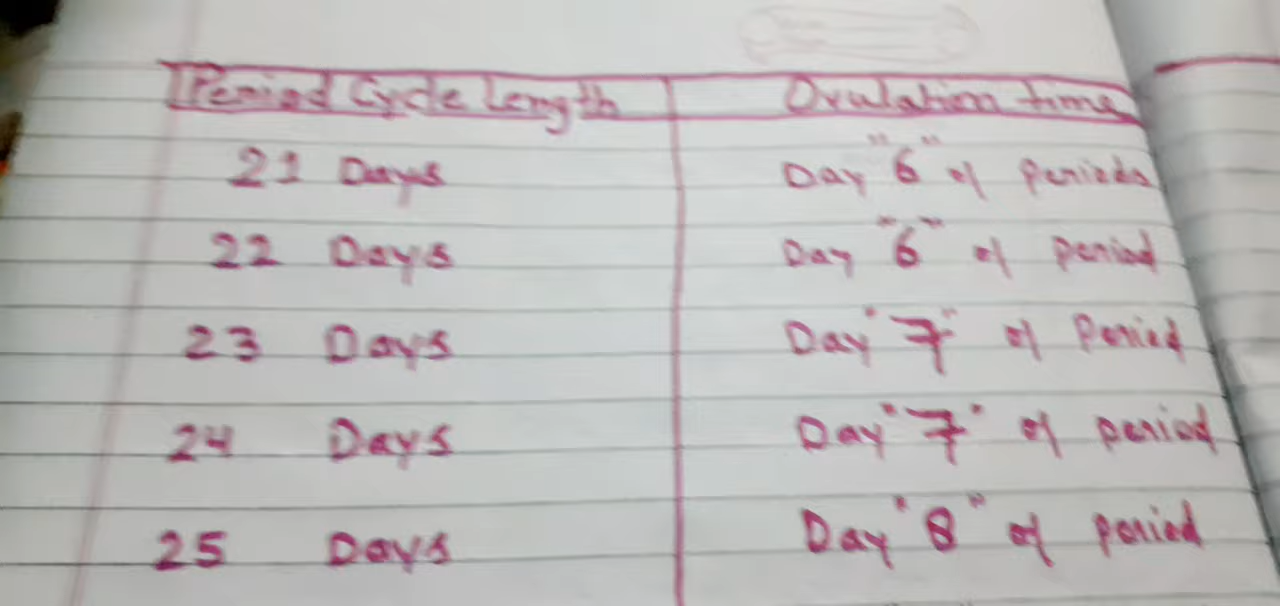 Period Cycle Length Ovulation time
21 Days Day "6" of periods
22 Days Day "6" of period
23 Days Day "7" of Period
24 Days Day "7" of period
25 Days Day "8" of period